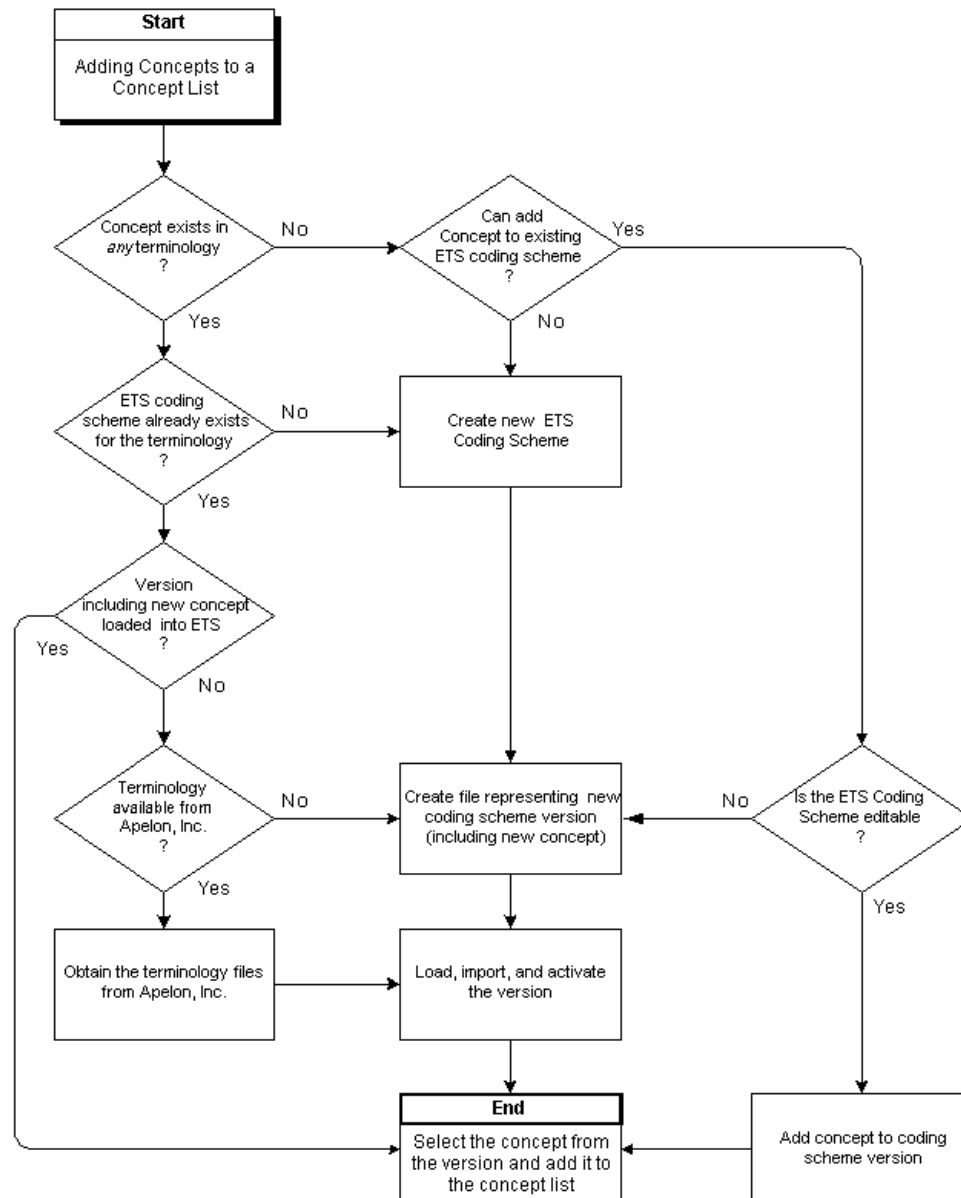 Start
Adding Concepts to a
Concept List
Concept exists in
any terminology
?
No
Can add
Concept to existing
ETS coding scheme
?
Yes
Yes
No
ETS coding
scheme already exists
for the terminology
?
No
Create new ETS
Coding Scheme
Yes
Version
including new concept
loaded into ETS
?
Yes
No
Terminology
available from
Apelon, Inc.
?
No
Create file representing new
coding scheme version
(including new concept)
No
Is the ETS Coding
Scheme editable
?
Yes
Yes
Obtain the terminology files
from Apelon, Inc.
Load, import, and activate
the version
End
Select the concept from
the version and add it to
the concept list
Add concept to coding
scheme version